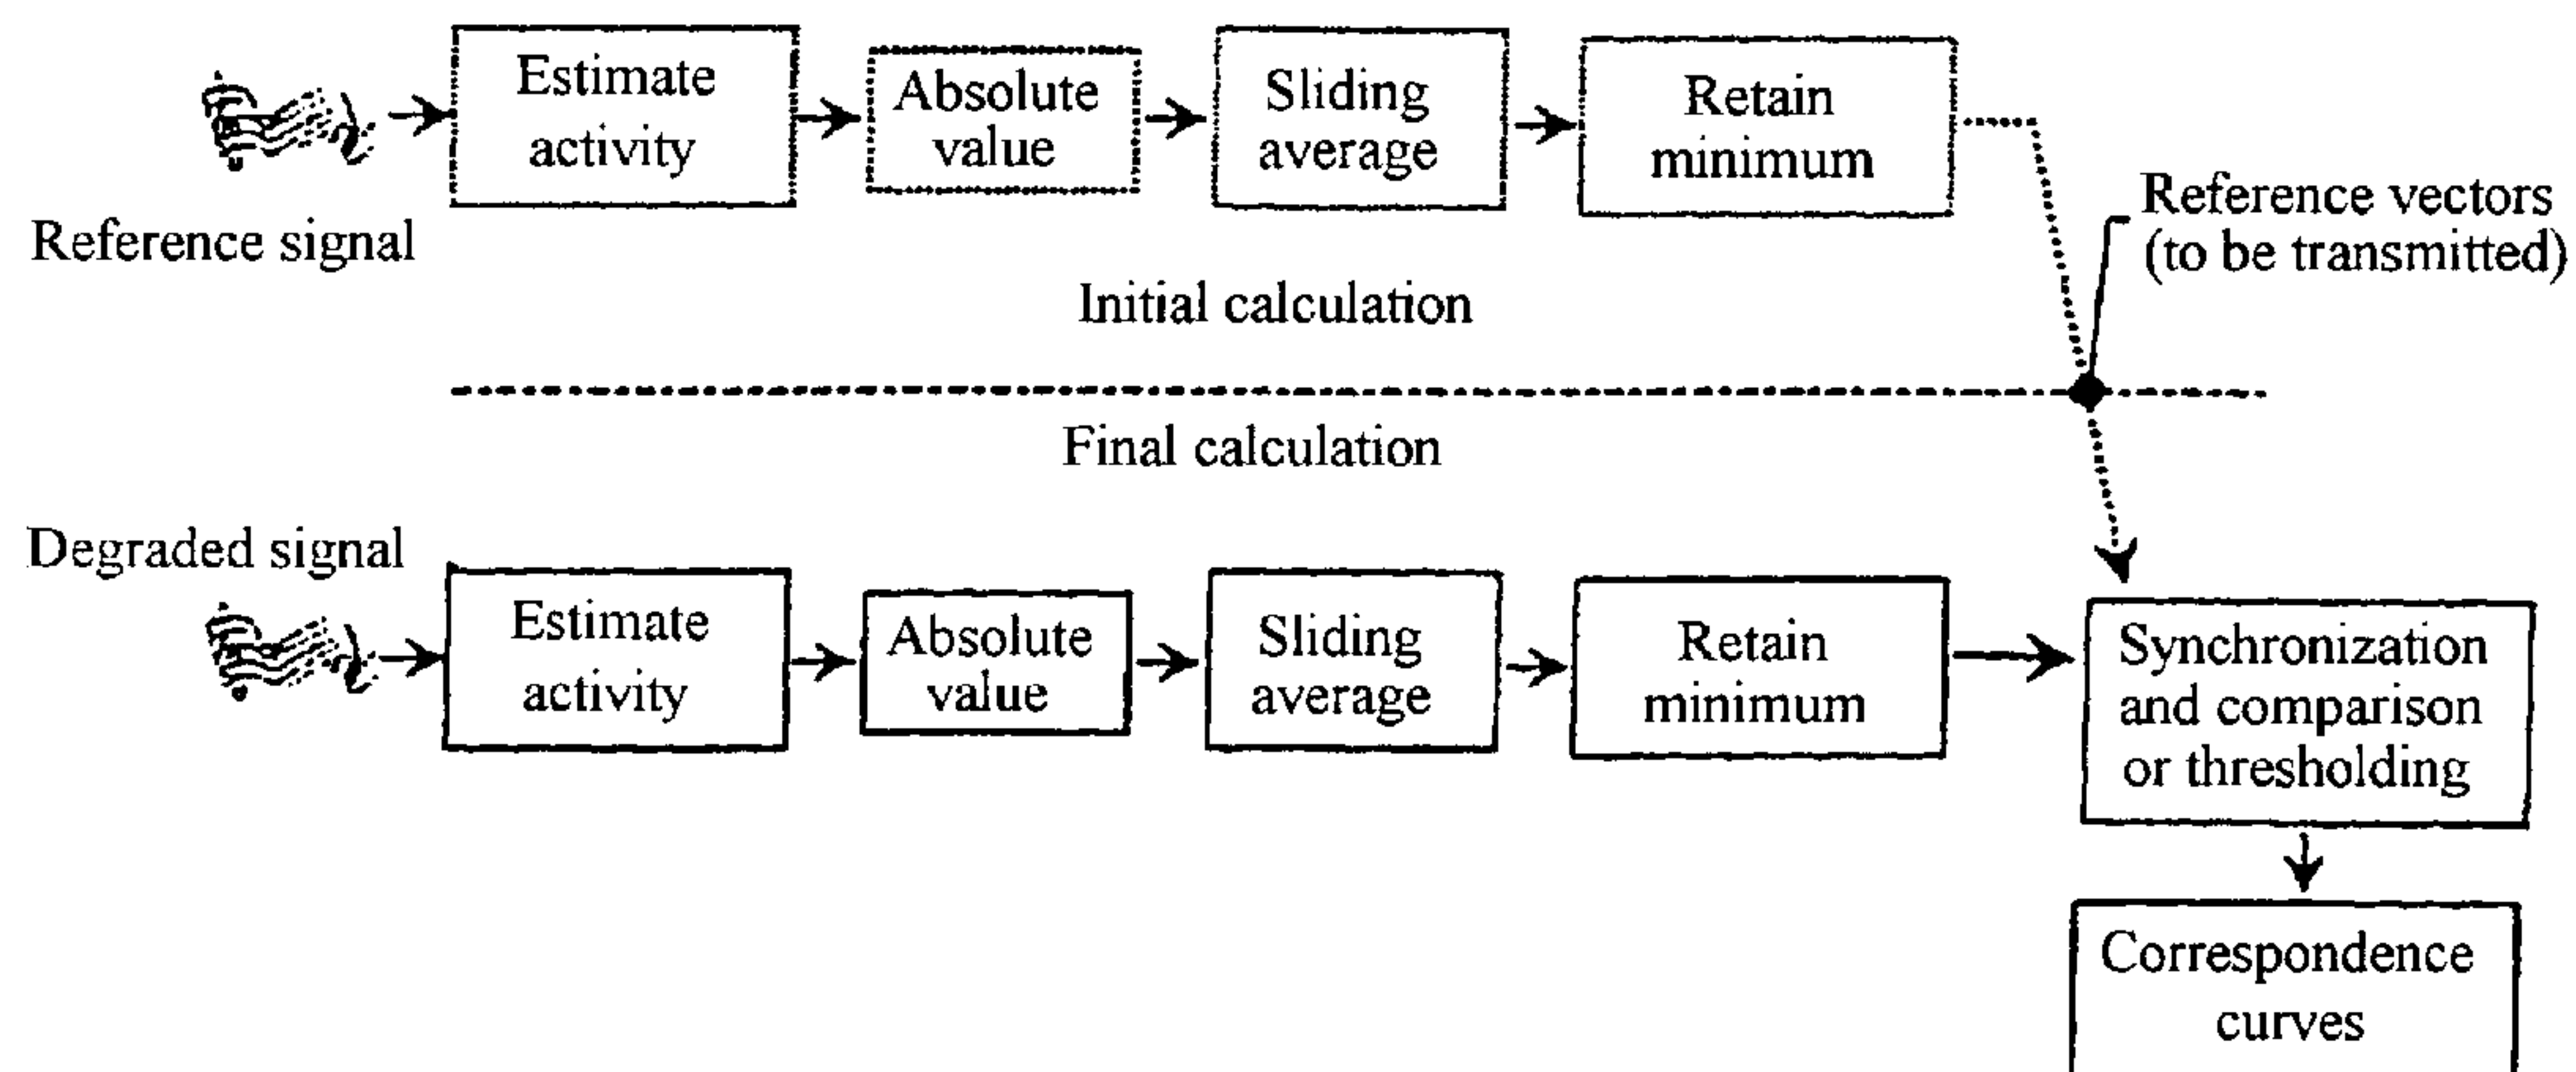 Estimate
activity
Absolute
value
Sliding
average
Retain
minimum
Reference signal
Reference vectors
(to be transmitted)
Initial calculation
Final calculation
Degraded signal
Estimate
activity
Absolute
value
Sliding
average
Retain
minimum
Synchronization
and comparison
or thresholding
Correspondence
curves